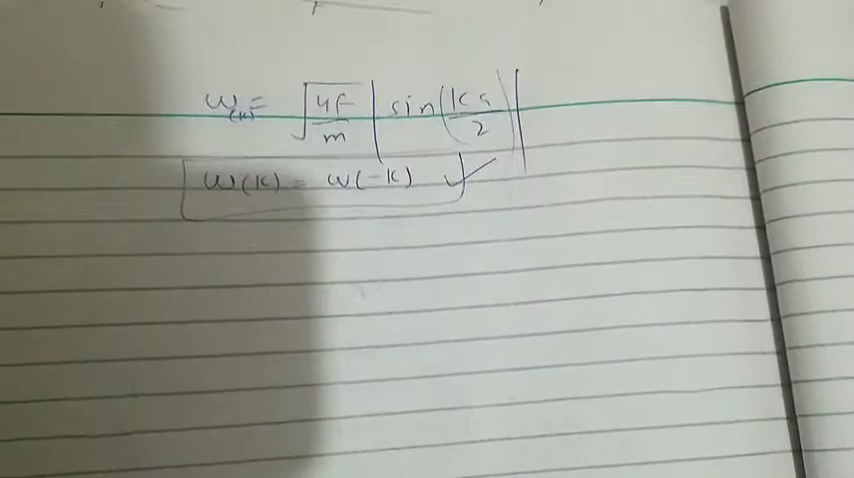 ω(k) = √(4F/m) |sin(ka/2)|
ω(k) = ω(-k) ✓